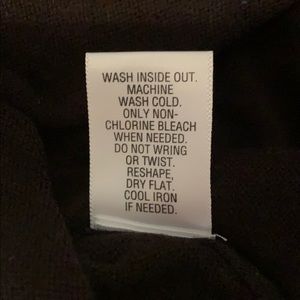 WASH INSIDE OUT.
MACHINE
WASH COLD.
ONLY NON-
CHLORINE BLEACH
WHEN NEEDED.
DO NOT WRING
OR TWIST.
RESHAPE,
DRY FLAT.
COOL IRON
IF NEEDED.